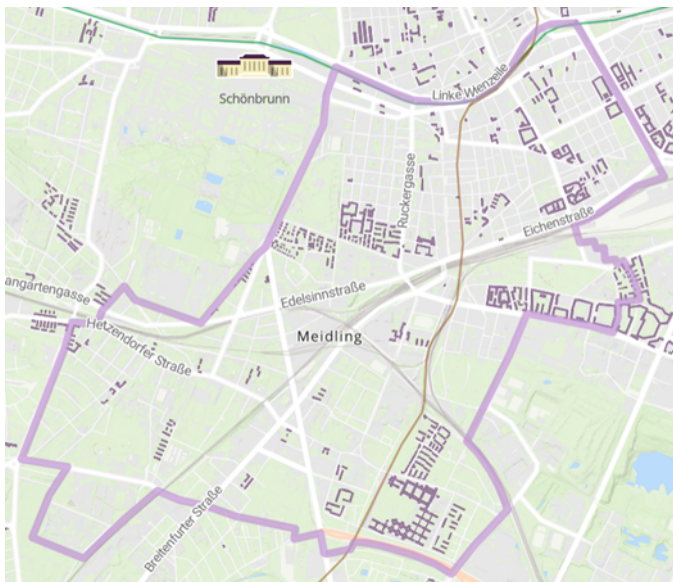 Schönbrunn
Linke Wienzeile
Ruckergasse
Eichenstraße
angartengasse
Edelsinnstraße
Hetzendorfer Straße
Meidling
Breitenfurter Straße